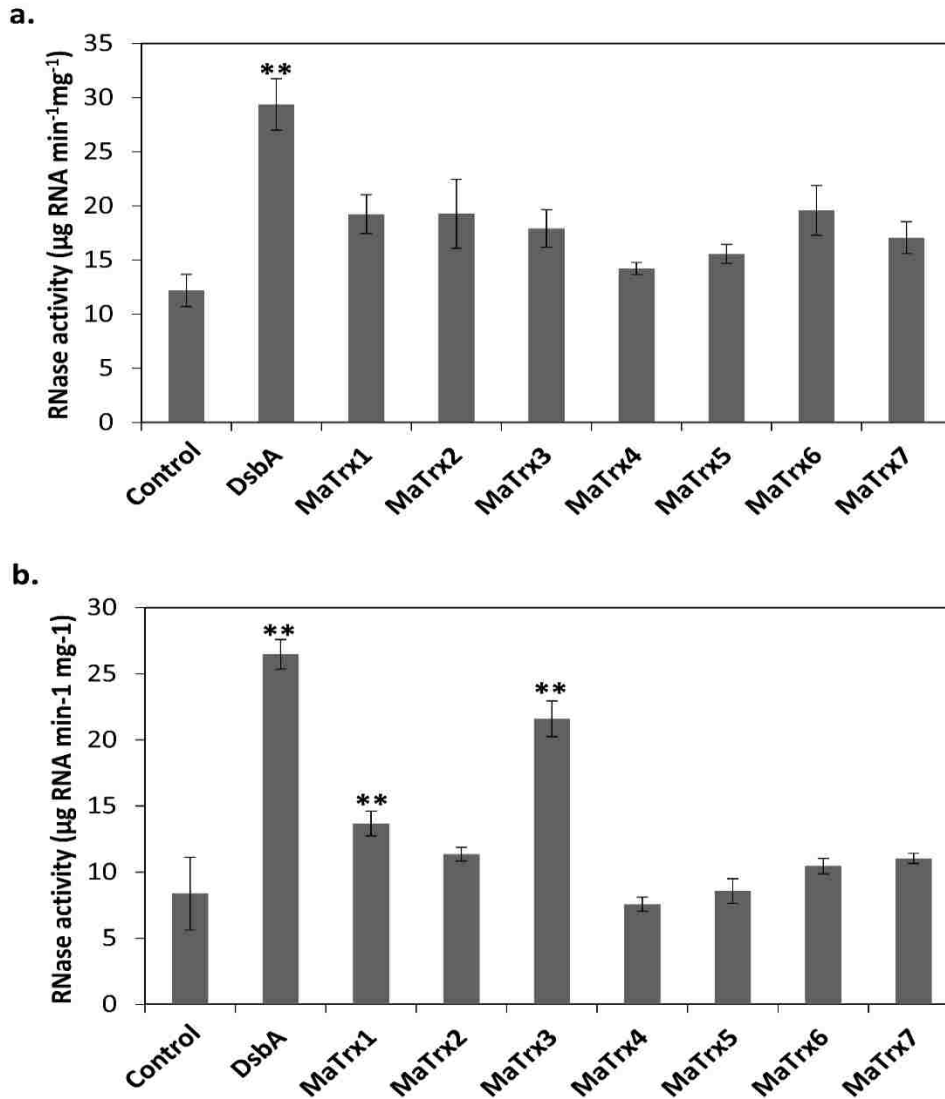 a.
RNase activity (µg RNA min⁻¹mg⁻¹)
35
30
25
20
15
10
5
0
**
Control
DsbA
MaTrx1
MaTrx2
MaTrx3
MaTrx4
MaTrx5
MaTrx6
MaTrx7
b.
RNase activity (µg RNA min-1 mg-1)
30
25
20
15
10
5
0
**
**
**
Control
DsbA
MaTrx1
MaTrx2
MaTrx3
MaTrx4
MaTrx5
MaTrx6
MaTrx7